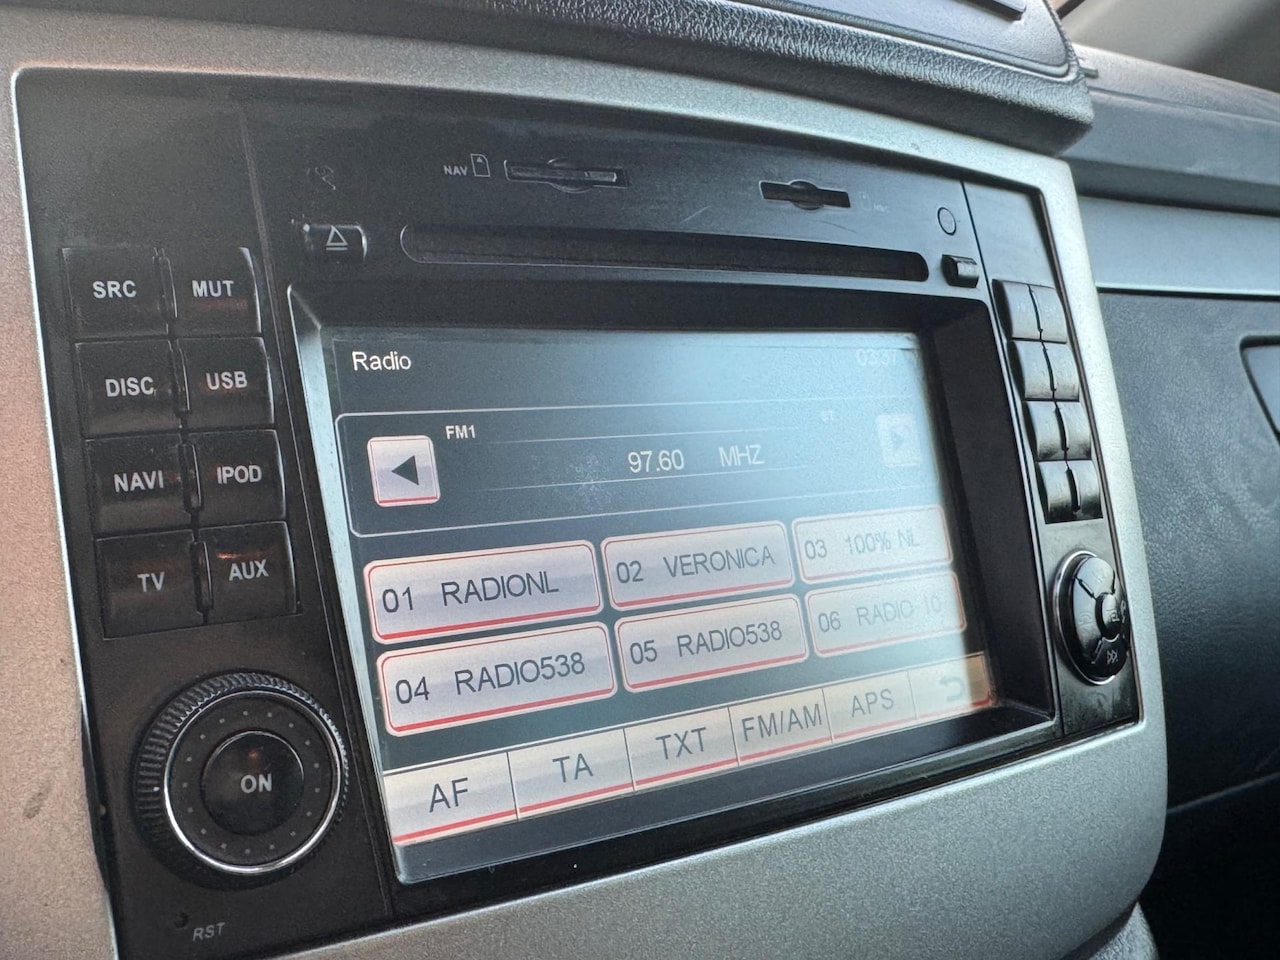 NAV
SRC MUT
DISC USB
NAVI IPOD
TV AUX
ON
RST
Radio
FM1
ST
97.60 MHZ
01 RADIONL
02 VERONICA
03 100% NL
04 RADIO538
05 RADIO538
06 RADIO 10
AF TA TXT FM/AM APS